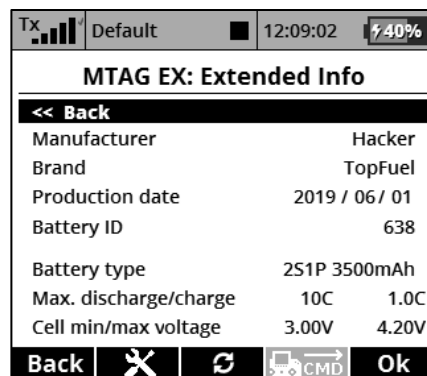 Tx Default 12:09:02 40%
MTAG EX: Extended Info
<< Back
Manufacturer Hacker
Brand TopFuel
Production date 2019 / 06/ 01
Battery ID 638
Battery type 2S1P 3500mAh
Max. discharge/charge 10C 1.0C
Cell min/max voltage 3.00V 4.20V
Back CMD Ok